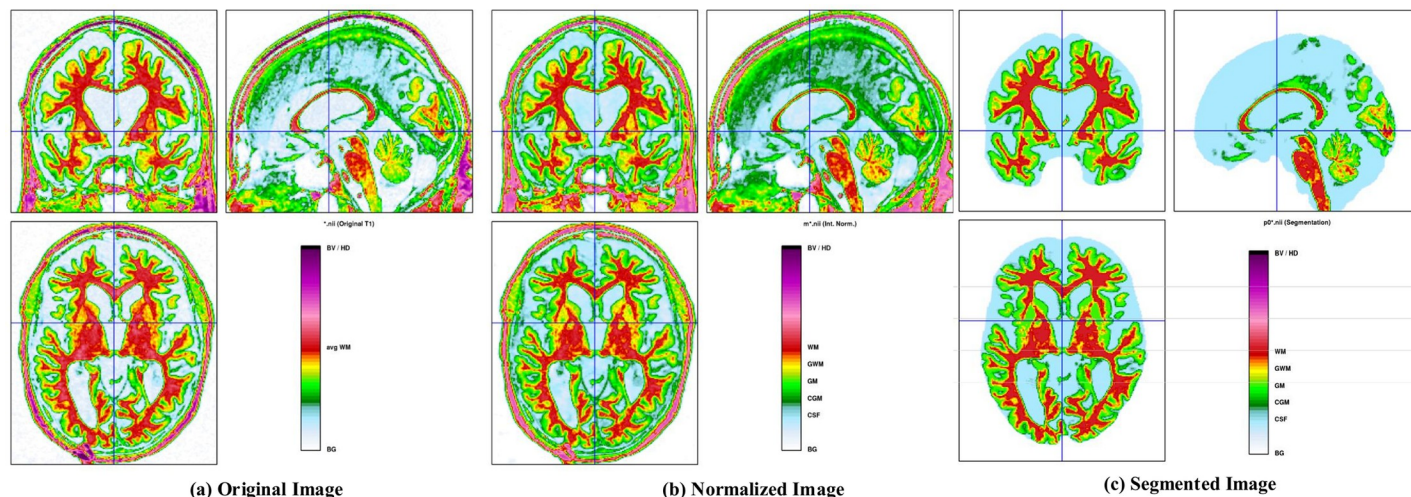 *.nii (Original T1)
BV / HD
avg WM
BG
(a) Original Image
m*.nii (Int. Norm.)
BV / HD
WM
GWM
GM
CGM
CSF
BG
(b) Normalized Image
p0*.nii (Segmentation)
BV / HD
WM
GWM
GM
CGM
CSF
BG
(c) Segmented Image